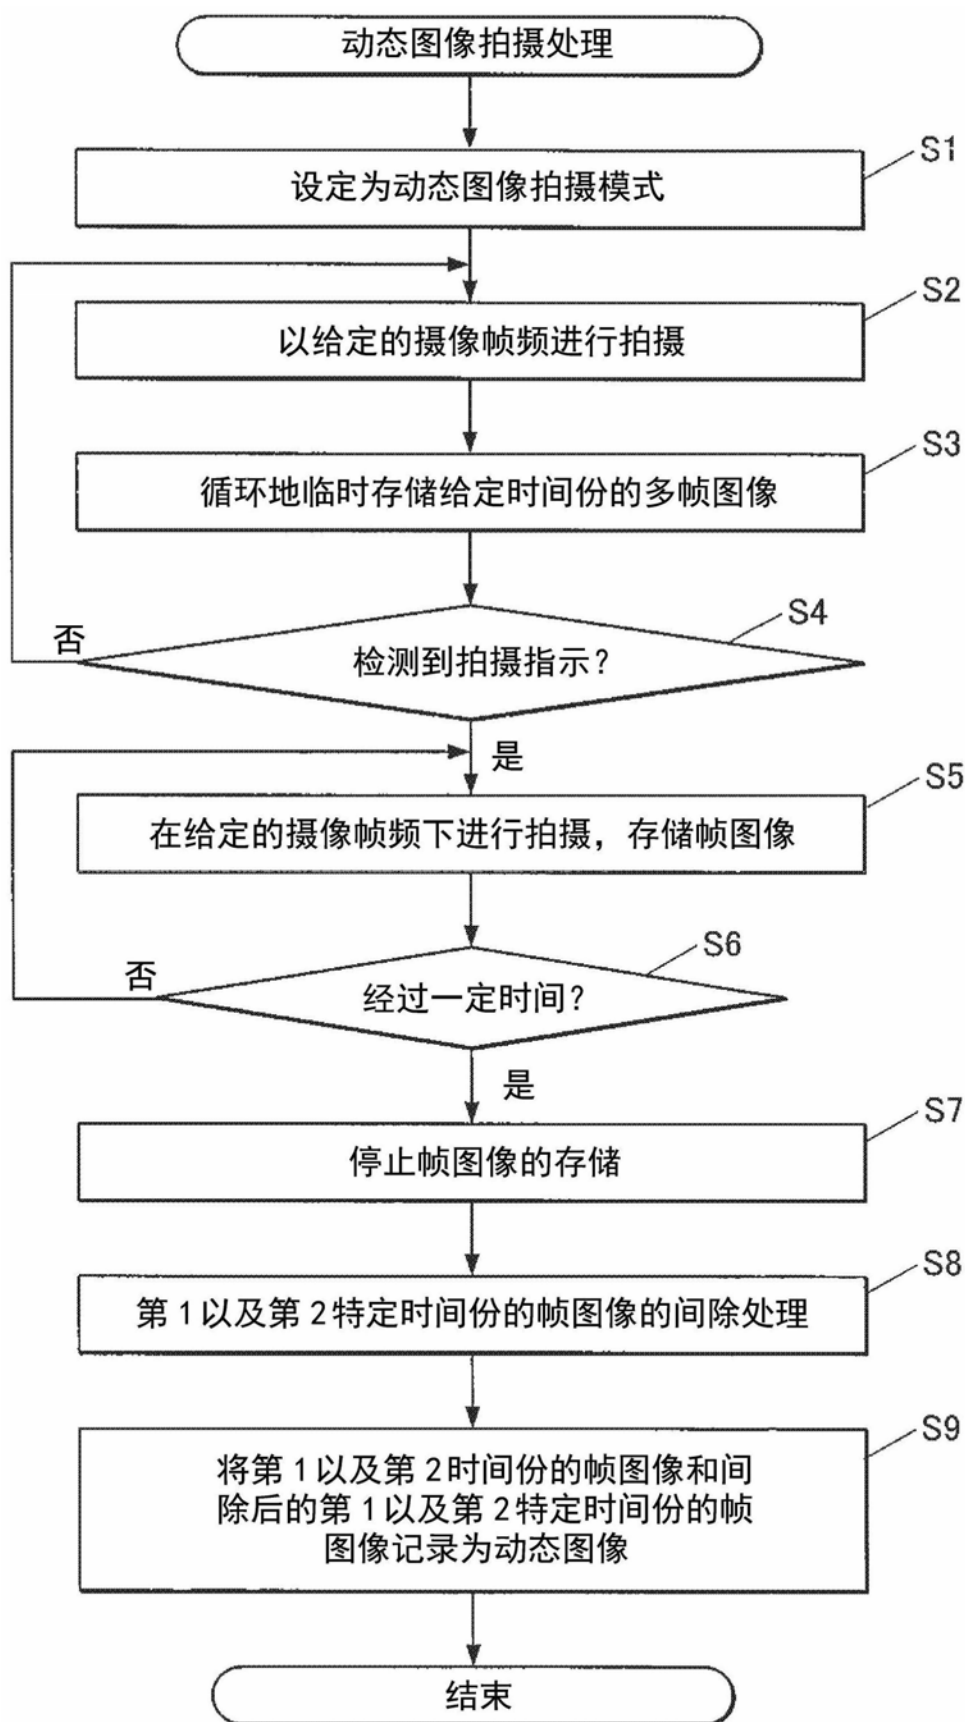 动态图像拍摄处理
S1
设定为动态图像拍摄模式
S2
以给定的摄像帧频进行拍摄
S3
循环地临时存储给定时间份的多帧图像
S4
否
检测到拍摄指示？
是
S5
在给定的摄像帧频下进行拍摄，存储帧图像
S6
否
经过一定时间？
是
S7
停止帧图像的存储
S8
第1以及第2特定时间份的帧图像的间除处理
S9
将第1以及第2时间份的帧图像和间
除后的第1以及第2特定时间份的帧
图像记录为动态图像
结束